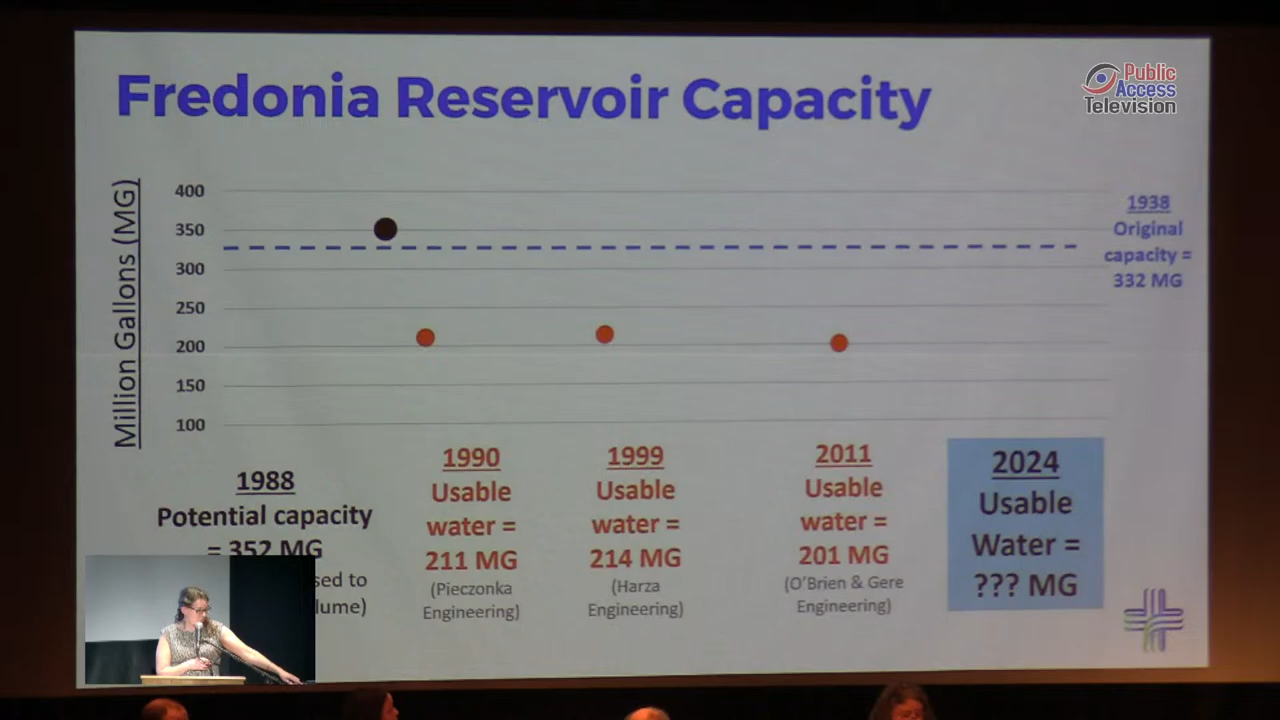 Fredonia Reservoir Capacity
Public
Access
Television
Million Gallons (MG)
400
350
300
250
200
150
100
1938
Original
capacity =
332 MG
1988
Potential capacity
= 352 MG
sed to
lume)
1990
Usable
water =
211 MG
(Pieczonka
Engineering)
1999
Usable
water =
214 MG
(Harza
Engineering)
2011
Usable
water =
201 MG
(O'Brien & Gere
Engineering)
2024
Usable
Water =
??? MG